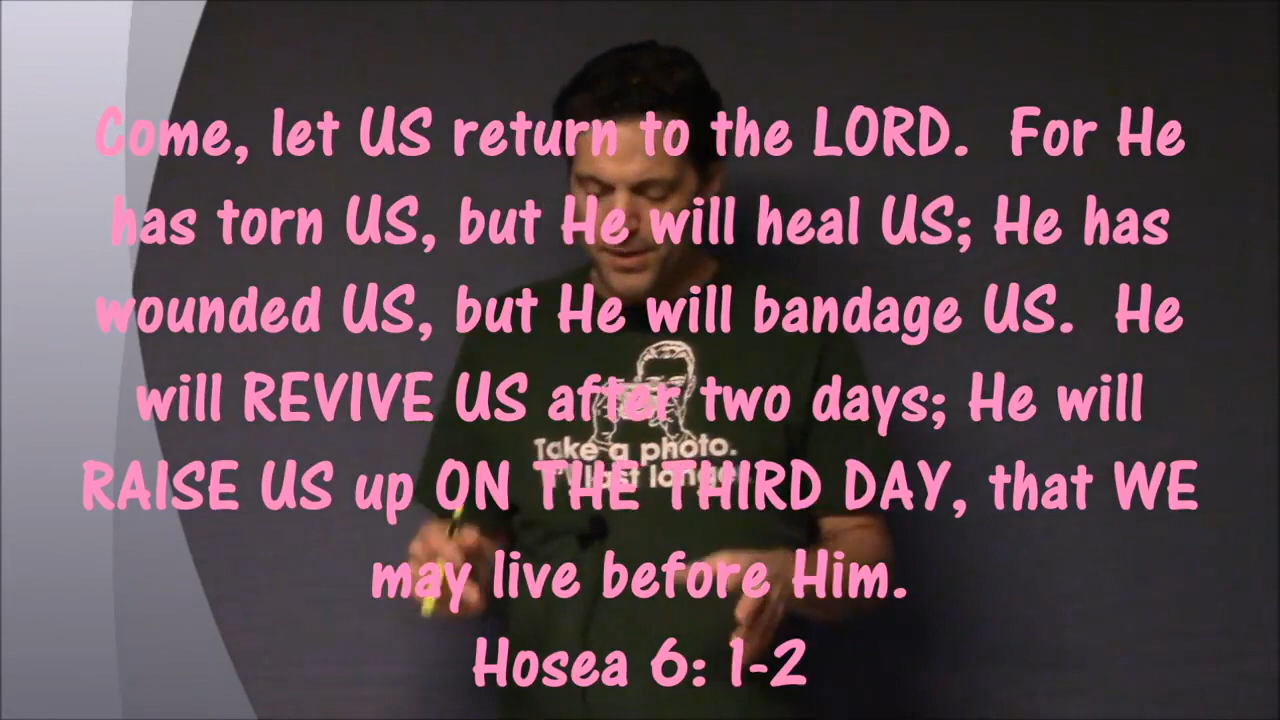 Come, let US return to the LORD. For He
has torn US, but He will heal US; He has
wounded US, but He will bandage US. He
will REVIVE US after two days; He will
Take a photo.
RAISE US up ON THE THIRD DAY, that WE
may live before Him.
Hosea 6: 1-2